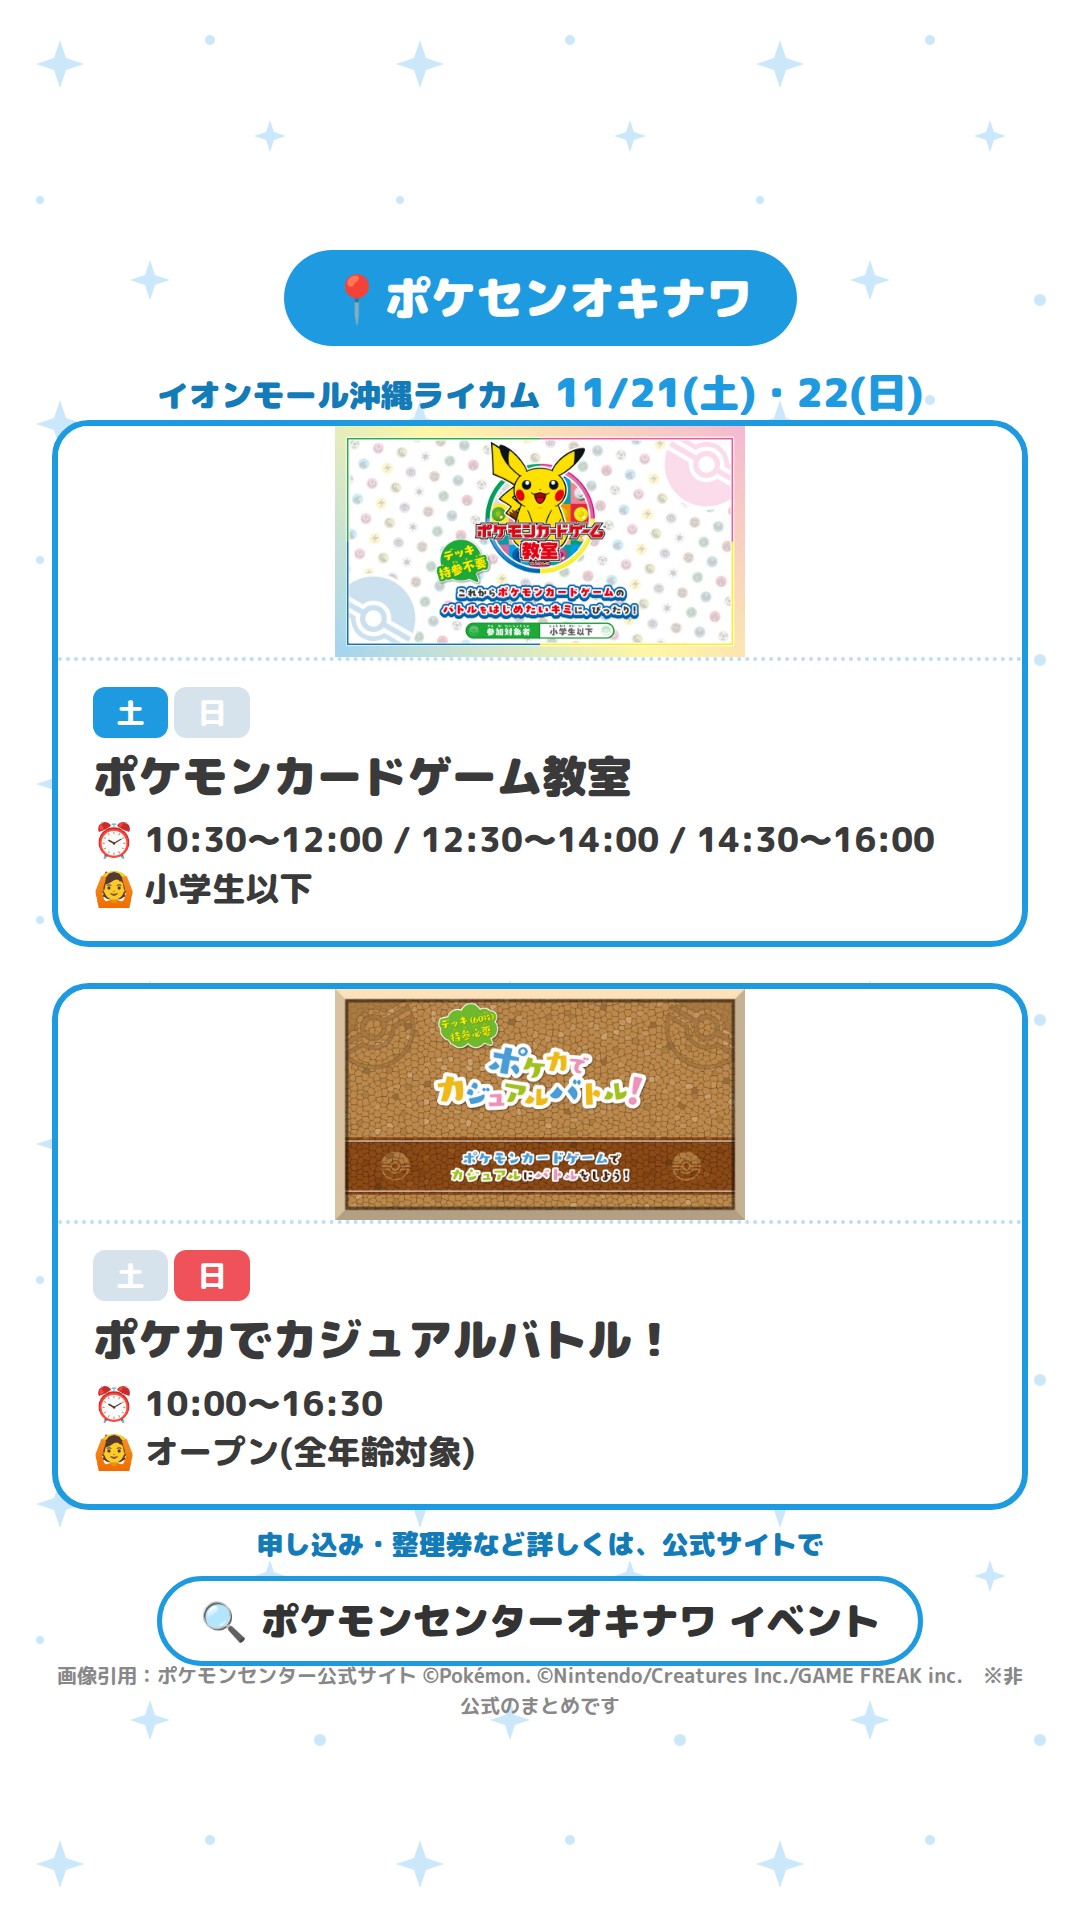 📍ポケセンオキナワ
イオンモール沖縄ライカム 11/21(土)・22(日)
ポケモンカードゲーム
教室
デッキ
持参不要
これからポケモンカードゲームの
バトルをはじめたいキミに、ぴったり!
参加対象者 小学生以下
土 日
ポケモンカードゲーム教室
⏰ 10:30〜12:00 / 12:30〜14:00 / 14:30〜16:00
🙆 小学生以下
デッキ(60枚)
持参必要
ポケカで
カジュアルバトル!
ポケモンカードゲームで
カジュアルにバトルをしよう!
土 日
ポケカでカジュアルバトル！
⏰ 10:00〜16:30
🙆 オープン(全年齢対象)
申し込み・整理券など詳しくは、公式サイトで
🔍 ポケモンセンターオキナワ イベント
画像引用：ポケモンセンター公式サイト ©Pokémon. ©Nintendo/Creatures Inc./GAME FREAK inc.　※非
公式のまとめです